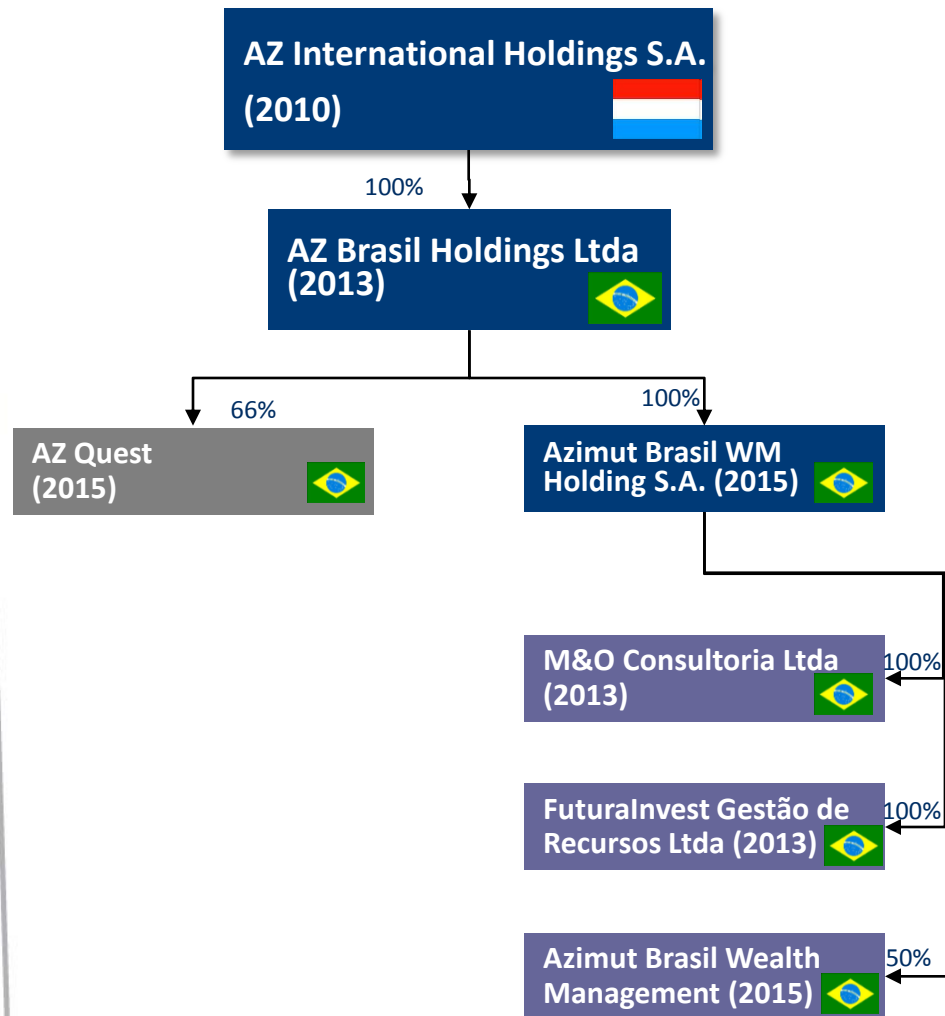 AZ International Holdings S.A.
(2010)
100%
AZ Brasil Holdings Ltda
(2013)
66%
100%
AZ Quest
(2015)
Azimut Brasil WM
Holding S.A. (2015)
M&O Consultoria Ltda
(2013)
100%
FuturaInvest Gestão de
Recursos Ltda (2013)
100%
Azimut Brasil Wealth
Management (2015)
50%